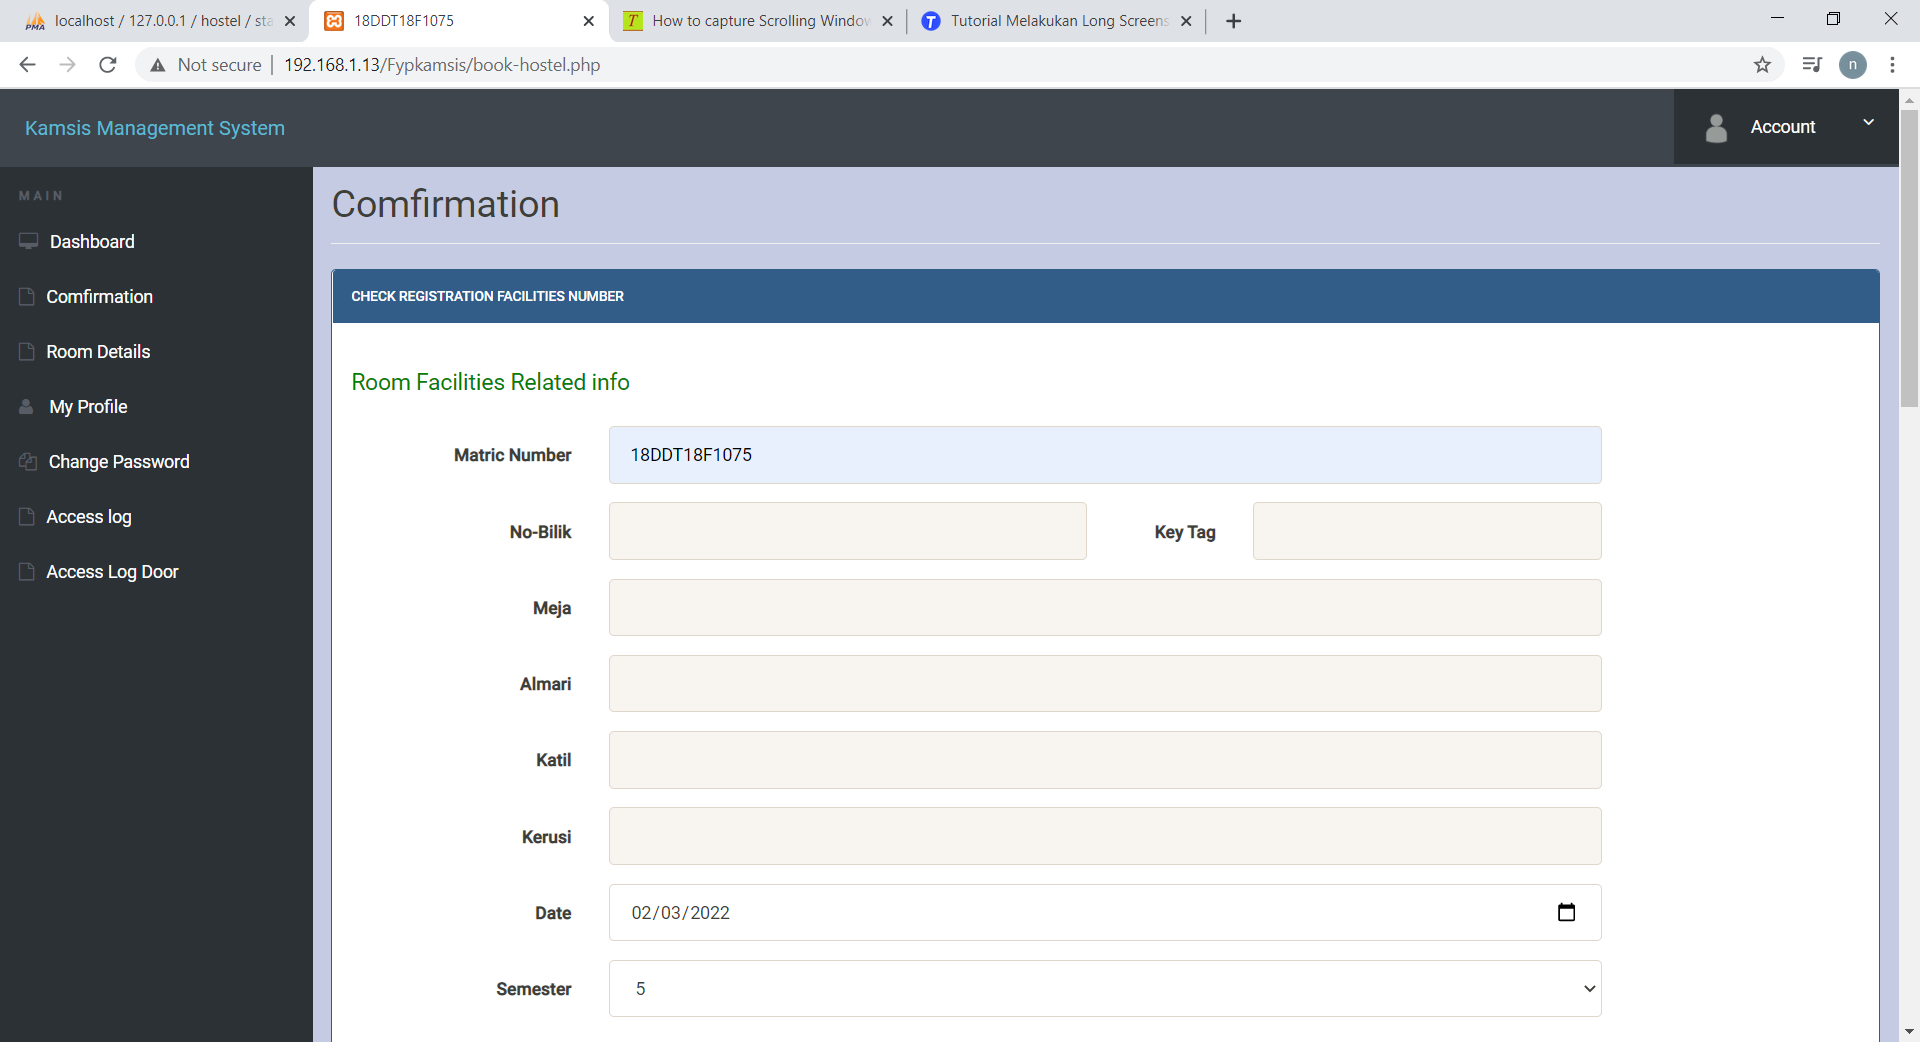 localhost / 127.0.0.1 / hostel / sta
18DDT18F1075
How to capture Scrolling Window
Tutorial Melakukan Long Screens
Not secure
192.168.1.13/Fypkamsis/book-hostel.php
n
Kamsis Management System
Account
MAIN
Dashboard
Comfirmation
Room Details
My Profile
Change Password
Access log
Access Log Door
Comfirmation
CHECK REGISTRATION FACILITIES NUMBER
Room Facilities Related info
Matric Number 18DDT18F1075
No-Bilik Key Tag
Meja
Almari
Katil
Kerusi
Date 02/03/2022
Semester 5
PMA
T
T